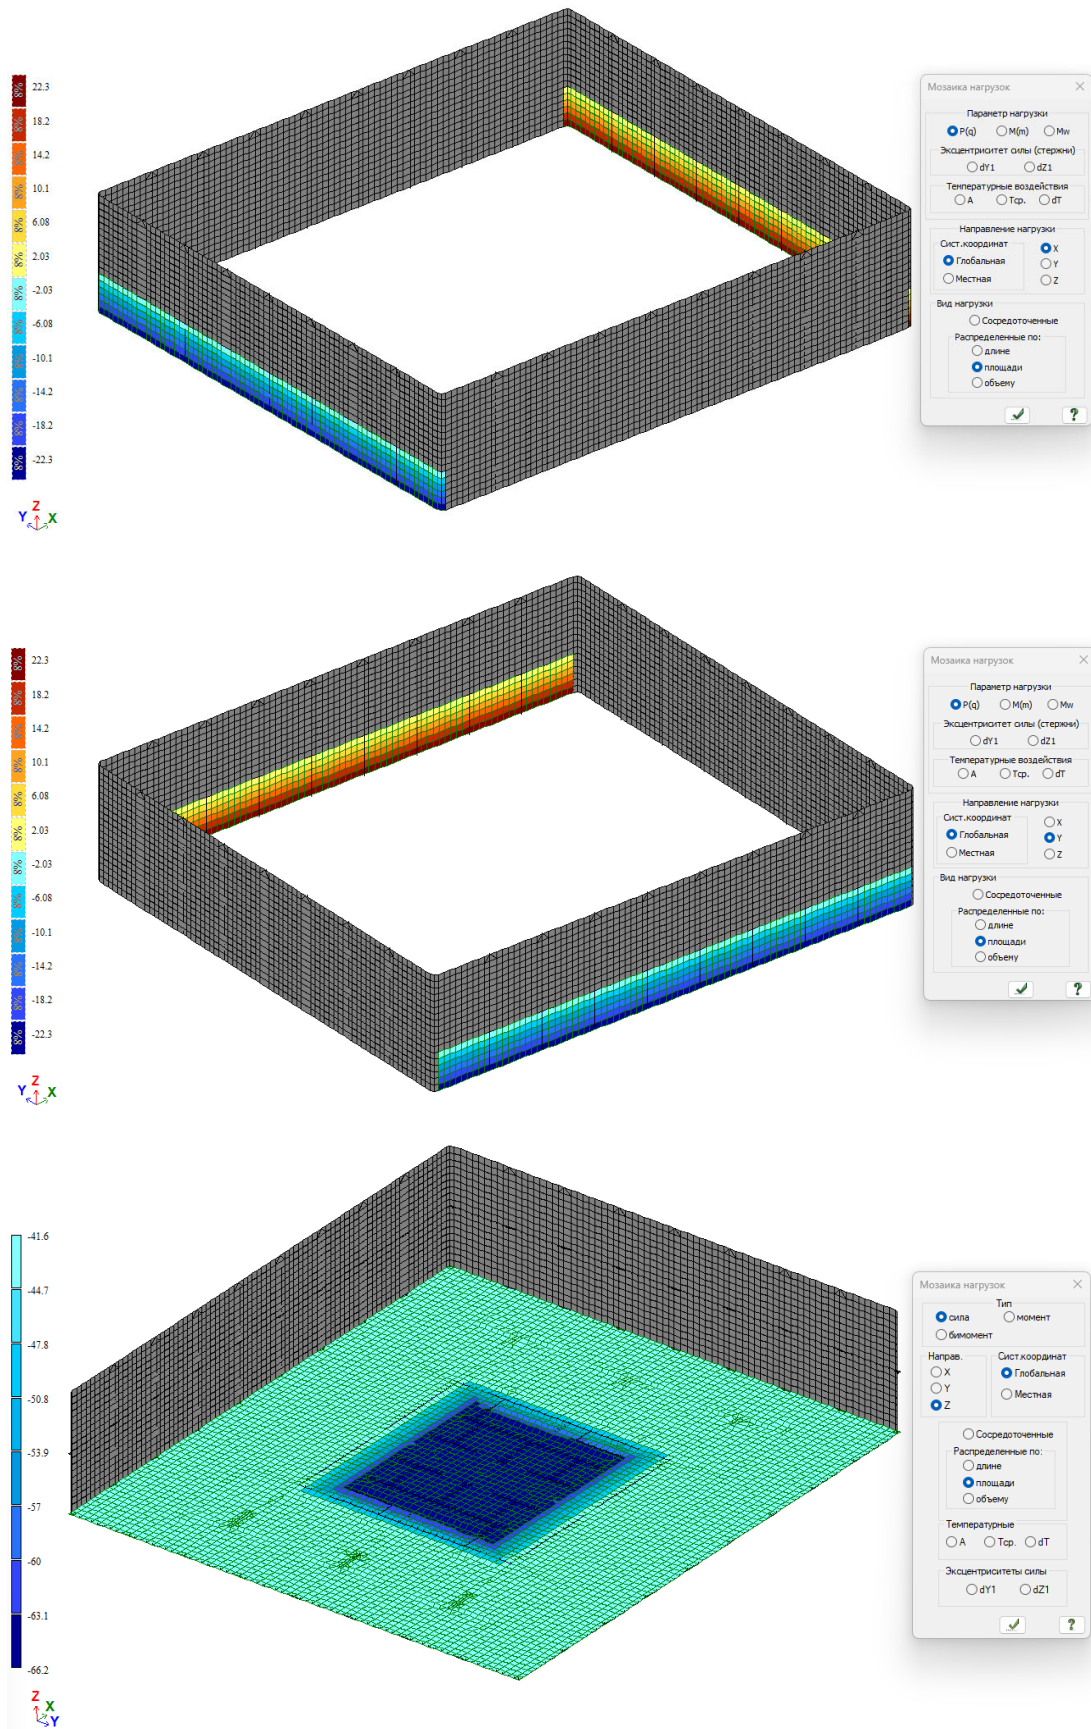 22.3
18.2
14.2
10.1
6.08
2.03
-2.03
-6.08
-10.1
-14.2
-18.2
-22.3
Z
Y X
Мозаика нагрузок
Параметр нагрузки
P(q) M(m) Mw
Эксцентриситет силы (стержни)
dY1 dZ1
Температурные воздействия
A Tср. dT
Направление нагрузки
Сист.координат
Глобальная
Местная
X
Y
Z
Вид нагрузки
Сосредоточенные
Распределенные по:
длине
площади
объему
?
22.3
18.2
14.2
10.1
6.08
2.03
-2.03
-6.08
-10.1
-14.2
-18.2
-22.3
Z
Y X
Мозаика нагрузок
Параметр нагрузки
P(q) M(m) Mw
Эксцентриситет силы (стержни)
dY1 dZ1
Температурные воздействия
A Tср. dT
Направление нагрузки
Сист.координат
Глобальная
Местная
X
Y
Z
Вид нагрузки
Сосредоточенные
Распределенные по:
длине
площади
объему
?
-41.6
-44.7
-47.8
-50.8
-53.9
-57
-60
-63.1
-66.2
Z
X
Y
Мозаика нагрузок
Тип
сила момент
бимомент
Направ.
X
Y
Z
Сист.координат
Глобальная
Местная
Сосредоточенные
Распределенные по:
длине
площади
объему
Температурные
A Tср. dT
Эксцентриситеты силы
dY1 dZ1
?